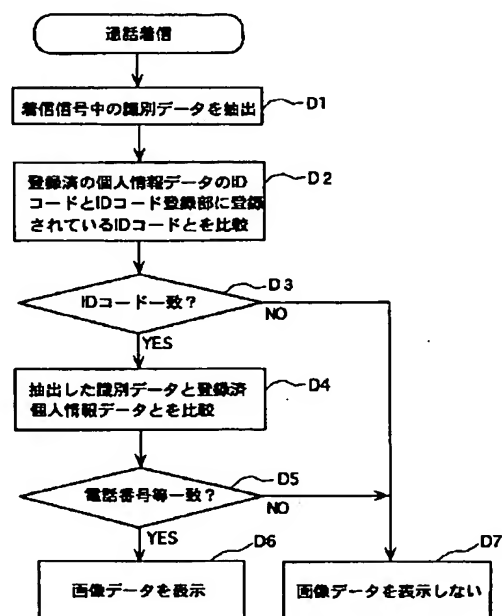 通話着信
着信信号中の識別データを抽出
D1
登録済の個人情報データのID
コードとIDコード登録部に登録
されているIDコードとを比較
D2
IDコード一致?
D3
NO
YES
抽出した識別データと登録済
個人情報データとを比較
D4
電話番号等一致?
D5
NO
YES
D6
画像データを表示
D7
画像データを表示しない